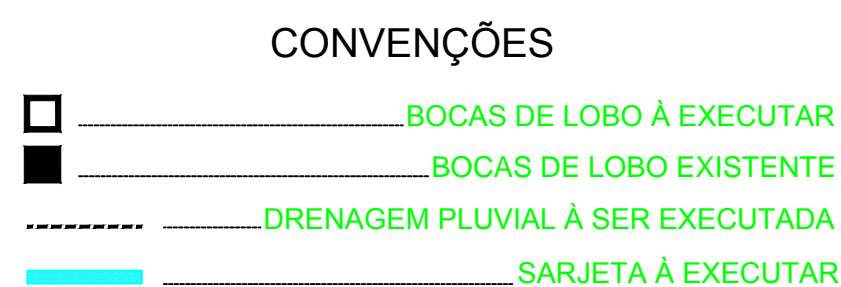 CONVENÇÕES
BOCAS DE LOBO À EXECUTAR
BOCAS DE LOBO EXISTENTE
DRENAGEM PLUVIAL À SER EXECUTADA
SARJETA À EXECUTAR